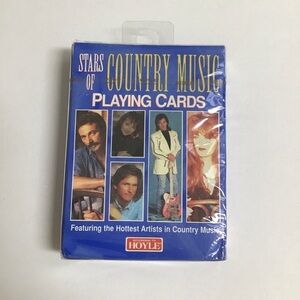 STARS OF COUNTRY MUSIC
PLAYING CARDS
Featuring the Hottest Artists in Country Music
HOYLE